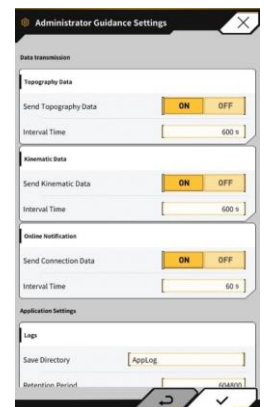 Administrator Guidance Settings
Data transmission
Topography Data
Send Topography Data ON OFF
Interval Time 600 s
Kinematic Data
Send Kinematic Data ON OFF
Interval Time 600 s
Online Notification
Send Connection Data ON OFF
Interval Time 60 s
Application Settings
Logs
Save Directory AppLog
Retention Period 604800